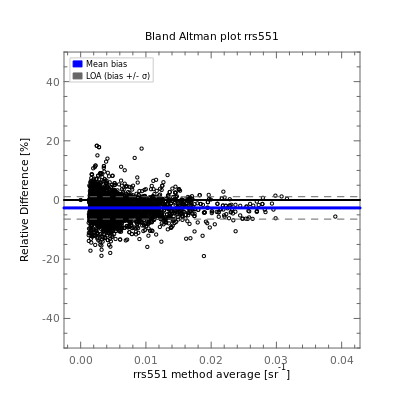 Bland Altman plot rrs551
Mean bias
LOA (bias +/- σ)
Relative Difference [%]
40
20
0
-20
-40
0.00 0.01 0.02 0.03 0.04
rrs551 method average [sr⁻¹]